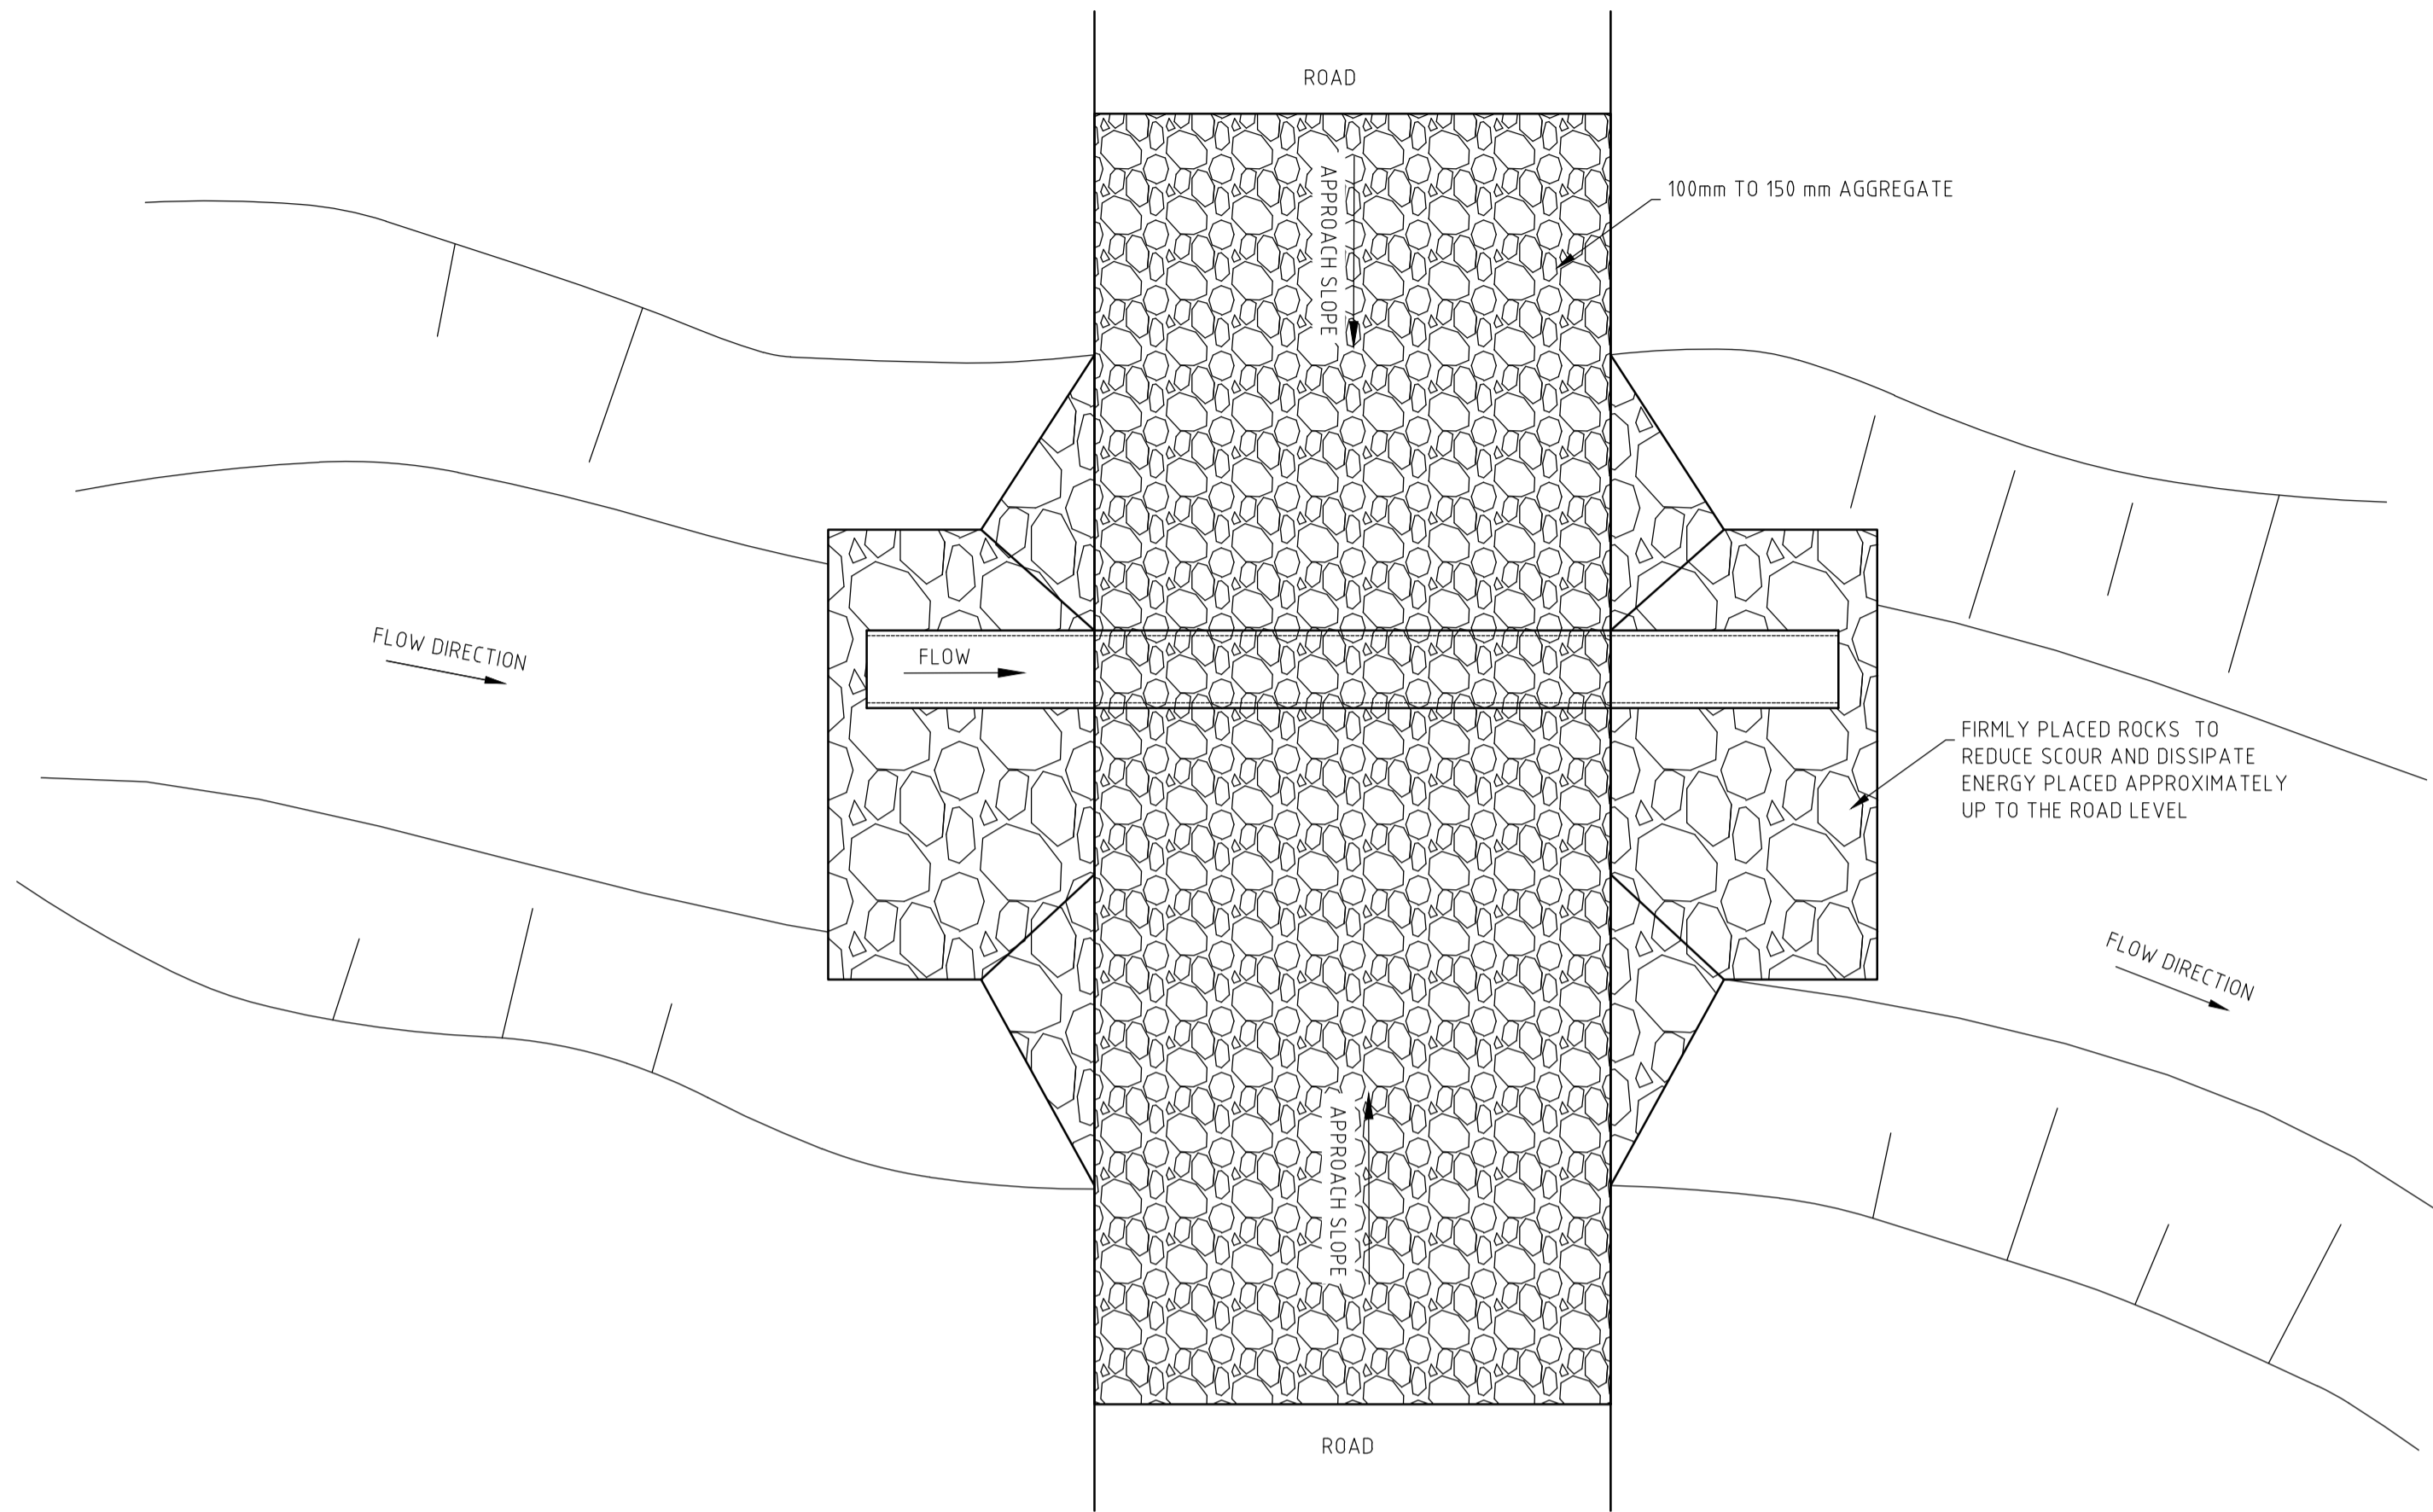 ROAD
APPROACH SLOPE
100mm TO 150 mm AGGREGATE
FLOW DIRECTION
FLOW
FIRMLY PLACED ROCKS TO
REDUCE SCOUR AND DISSIPATE
ENERGY PLACED APPROXIMATELY
UP TO THE ROAD LEVEL
FLOW DIRECTION
APPROACH SLOPE
ROAD